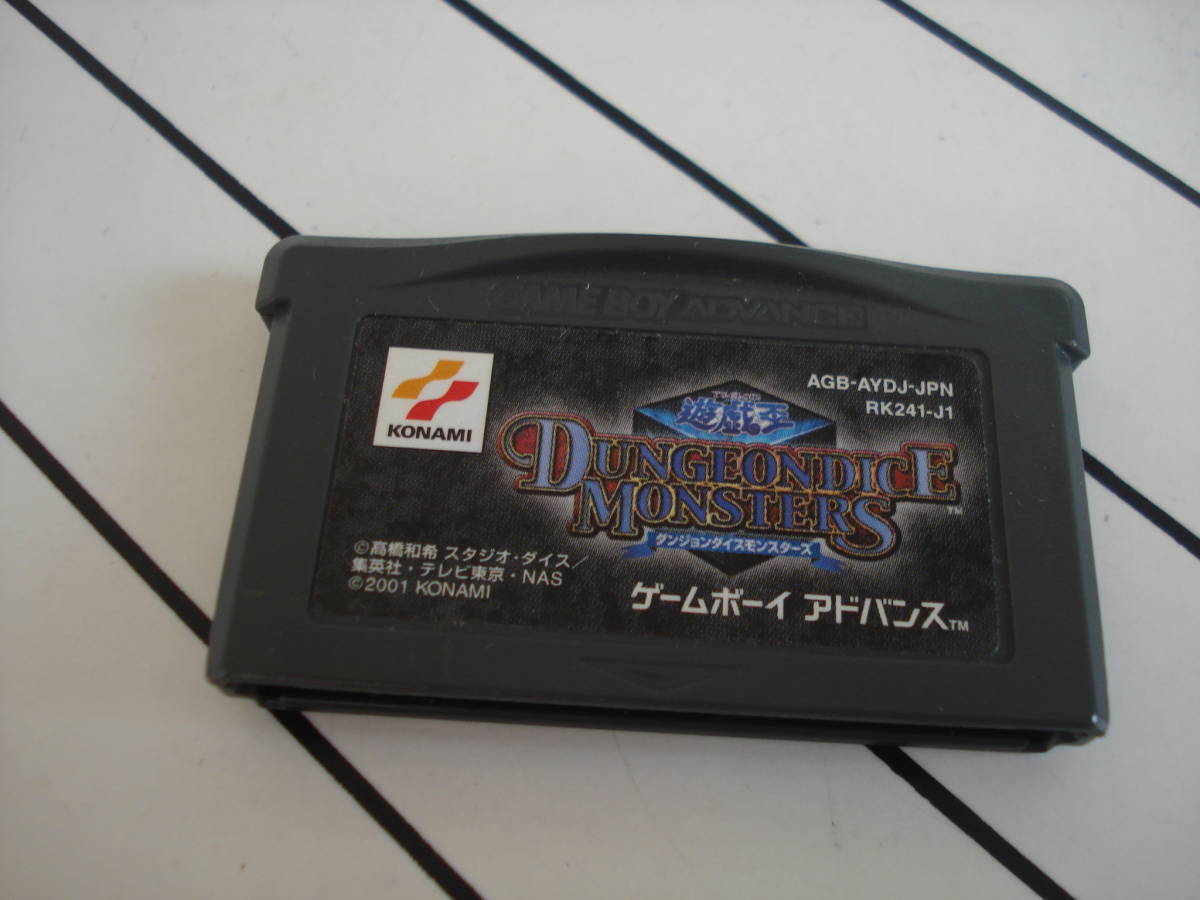 GAME BOY ADVANCE
KONAMI
AGB-AYDJ-JPN
RK241-J1
遊戯王
DUNGEONDICE
MONSTERS™
ダンジョンダイスモンスターズ
©高橋和希 スタジオ・ダイス/
集英社・テレビ東京・NAS
©2001 KONAMI
ゲームボーイ アドバンス™